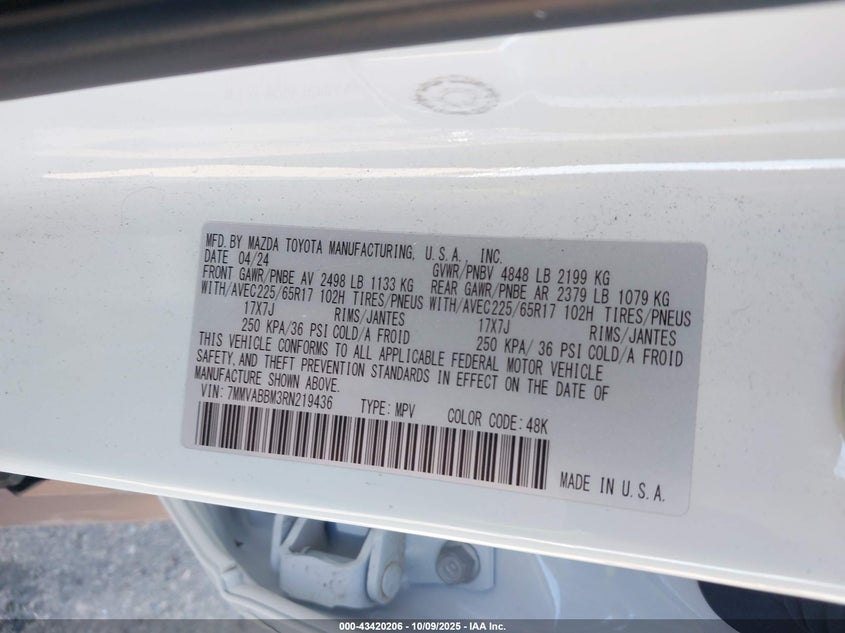 MFD. BY MAZDA TOYOTA MANUFACTURING, U.S.A., INC.
DATE 04/24 GVWR/PNBV 4848 LB 2199 KG
FRONT GAWR/PNBE AV 2498 LB 1133 KG REAR GAWR/PNBE AR 2379 LB 1079 KG
WITH/AVEC225/65R17 102H TIRES/PNEUS WITH/AVEC225/65R17 102H TIRES/PNEUS
17X7J RIMS/JANTES 17X7J RIMS/JANTES
250 KPA/36 PSI COLD/A FROID 250 KPA/ 36 PSI COLD/A FROID
THIS VEHICLE CONFORMS TO ALL APPLICABLE FEDERAL MOTOR VEHICLE
SAFETY, AND THEFT PREVENTION STANDARDS IN EFFECT ON THE DATE OF
MANUFACTURE SHOWN ABOVE.
VIN: 7MMVABBM3RN219436 TYPE: MPV COLOR CODE: 48K
MADE IN U.S.A.
000-43420206 - 10/09/2025 - IAA Inc.